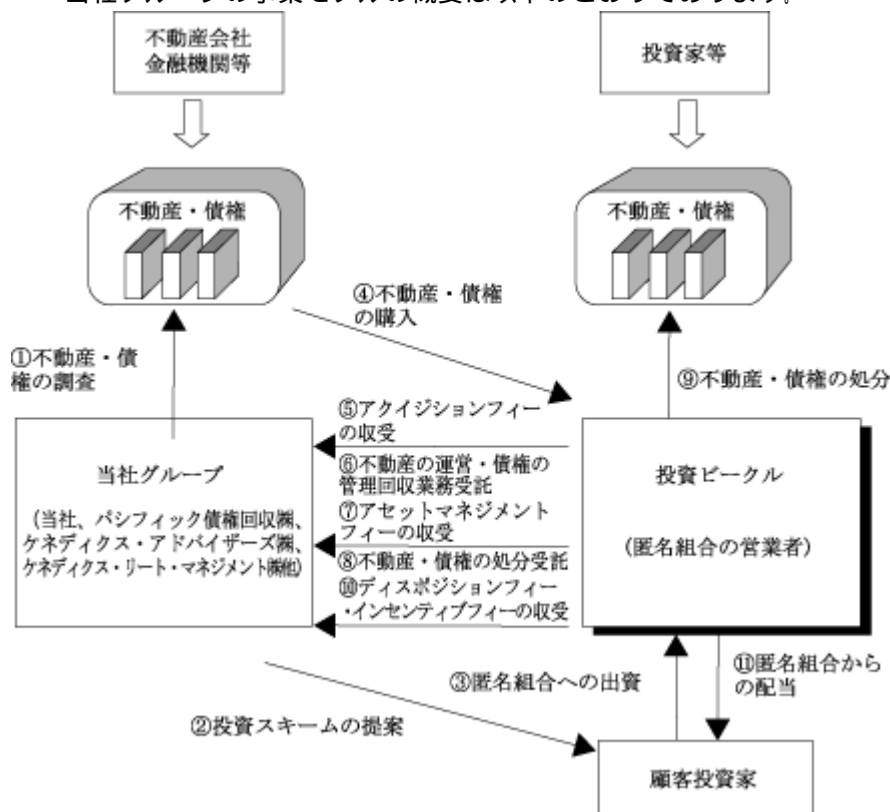 当社グループの事業モデルの概要は以下のとおりであります。
不動産会社
金融機関等
投資家等
不動産・債権
不動産・債権
④不動産・債権
の購入
①不動産・債
権の調査
⑨不動産・債権の処分
⑤アクイジションフィー
の収受
⑥不動産の運営・債権の
管理回収業務受託
⑦アセットマネジメント
フィーの収受
⑧不動産・債権の処分受託
⑩ディスポジションフィー
・インセンティブフィーの収受
当社グループ
(当社、パシフィック債権回収㈱、
ケネディクス・アドバイザーズ㈱、
ケネディクス・リート・マネジメント㈱他)
投資ビークル
(匿名組合の営業者)
③匿名組合への出資
⑪匿名組合から
の配当
②投資スキームの提案
顧客投資家